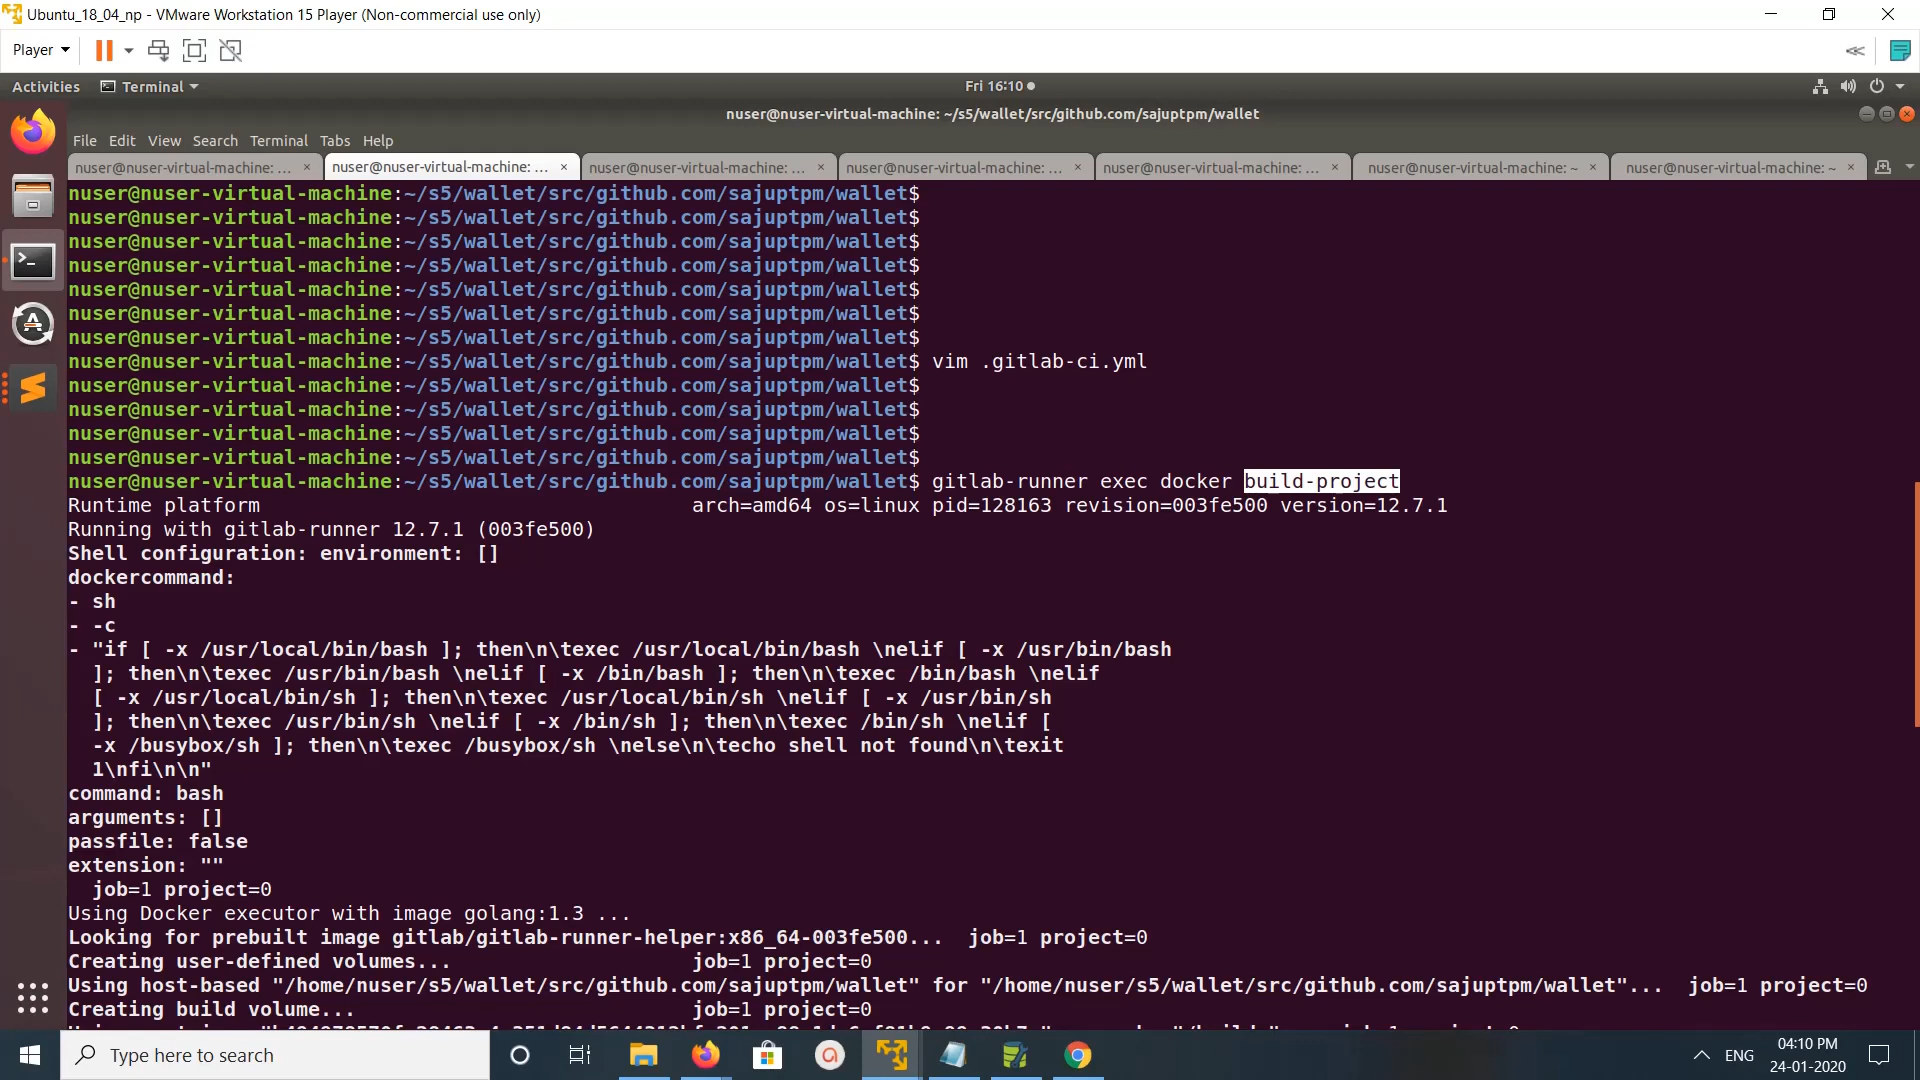 Ubuntu_18_04_np - VMware Workstation 15 Player (Non-commercial use only)
Player
Activities
Terminal
Fri 16:10
nuser@nuser-virtual-machine: ~/s5/wallet/src/github.com/sajuptpm/wallet
File Edit View Search Terminal Tabs Help
nuser@nuser-virtual-machine: ... × nuser@nuser-virtual-machine: ... × nuser@nuser-virtual-machine: ... × nuser@nuser-virtual-machine: ... × nuser@nuser-virtual-machine: ... × nuser@nuser-virtual-machine: ~ × nuser@nuser-virtual-machine: ~ ×
nuser@nuser-virtual-machine:~/s5/wallet/src/github.com/sajuptpm/wallet$
nuser@nuser-virtual-machine:~/s5/wallet/src/github.com/sajuptpm/wallet$
nuser@nuser-virtual-machine:~/s5/wallet/src/github.com/sajuptpm/wallet$
nuser@nuser-virtual-machine:~/s5/wallet/src/github.com/sajuptpm/wallet$
nuser@nuser-virtual-machine:~/s5/wallet/src/github.com/sajuptpm/wallet$
nuser@nuser-virtual-machine:~/s5/wallet/src/github.com/sajuptpm/wallet$
nuser@nuser-virtual-machine:~/s5/wallet/src/github.com/sajuptpm/wallet$
nuser@nuser-virtual-machine:~/s5/wallet/src/github.com/sajuptpm/wallet$ vim .gitlab-ci.yml
nuser@nuser-virtual-machine:~/s5/wallet/src/github.com/sajuptpm/wallet$
nuser@nuser-virtual-machine:~/s5/wallet/src/github.com/sajuptpm/wallet$
nuser@nuser-virtual-machine:~/s5/wallet/src/github.com/sajuptpm/wallet$
nuser@nuser-virtual-machine:~/s5/wallet/src/github.com/sajuptpm/wallet$
nuser@nuser-virtual-machine:~/s5/wallet/src/github.com/sajuptpm/wallet$ gitlab-runner exec docker build-project
Runtime platform arch=amd64 os=linux pid=128163 revision=003fe500 version=12.7.1
Running with gitlab-runner 12.7.1 (003fe500)
Shell configuration: environment: []
dockercommand:
- sh
- -c
- "if [ -x /usr/local/bin/bash ]; then\n\texec /usr/local/bin/bash \nelif [ -x /usr/bin/bash
]; then\n\texec /usr/bin/bash \nelif [ -x /bin/bash ]; then\n\texec /bin/bash \nelif
[ -x /usr/local/bin/sh ]; then\n\texec /usr/local/bin/sh \nelif [ -x /usr/bin/sh
]; then\n\texec /usr/bin/sh \nelif [ -x /bin/sh ]; then\n\texec /bin/sh \nelif [
-x /busybox/sh ]; then\n\texec /busybox/sh \nelse\n\techo shell not found\n\texit
1\nfi\n\n"
command: bash
arguments: []
passfile: false
extension: ""
job=1 project=0
Using Docker executor with image golang:1.3 ...
Looking for prebuilt image gitlab/gitlab-runner-helper:x86_64-003fe500... job=1 project=0
Creating user-defined volumes... job=1 project=0
Using host-based "/home/nuser/s5/wallet/src/github.com/sajuptpm/wallet" for "/home/nuser/s5/wallet/src/github.com/sajuptpm/wallet"... job=1 project=0
Creating build volume... job=1 project=0
Type here to search
ENG
04:10 PM
24-01-2020